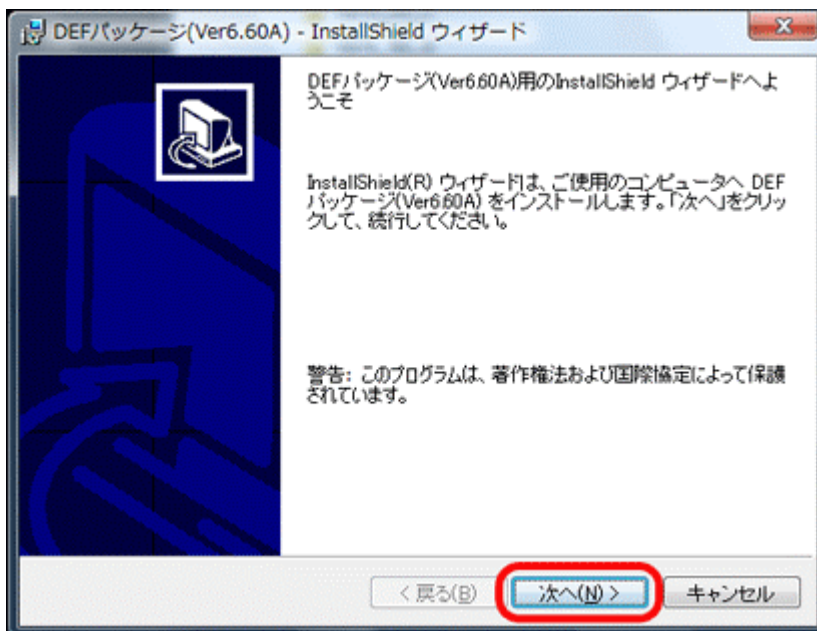 DEFパッケージ(Ver6.60A) - InstallShield ウィザード
DEFパッケージ(Ver6.60A)用のInstallShield ウィザードへよ
うこそ
InstallShield(R) ウィザードは、ご使用のコンピュータへ DEF
パッケージ(Ver6.60A) をインストールします。「次へ」をクリッ
クして、続行してください。
警告: このプログラムは、著作権法および国際協定によって保護
されています。
< 戻る(B)
次へ(N) >
キャンセル